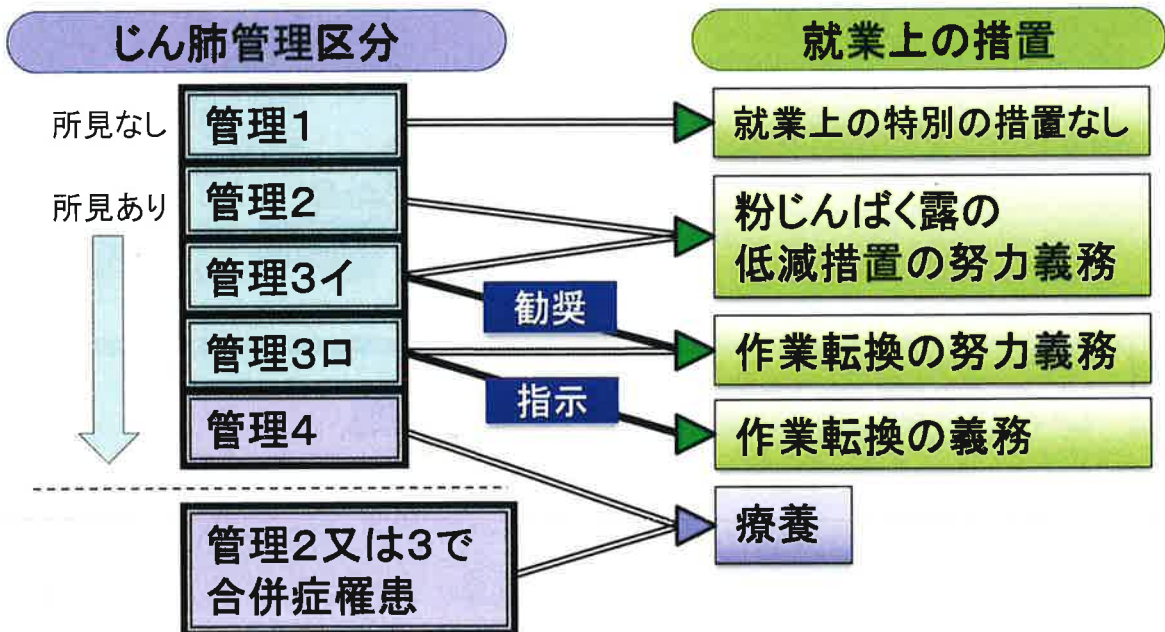 じん肺管理区分
就業上の措置
所見なし
管理1
就業上の特別の措置なし
所見あり
管理2
粉じんばく露の
低減措置の努力義務
管理3イ
勧奨
管理3ロ
作業転換の努力義務
指示
管理4
作業転換の義務
療養
管理2又は3で
合併症罹患